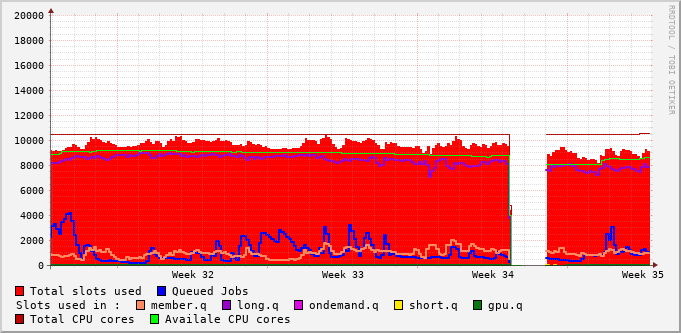 20000
18000
16000
14000
12000
10000
8000
6000
4000
2000
0
Week 32 Week 33 Week 34 Week 35
Total slots used Queued Jobs
Slots used in : member.q long.q ondemand.q short.q gpu.q
Total CPU cores Availale CPU cores
RRDTOOL / TOBI OETIKER